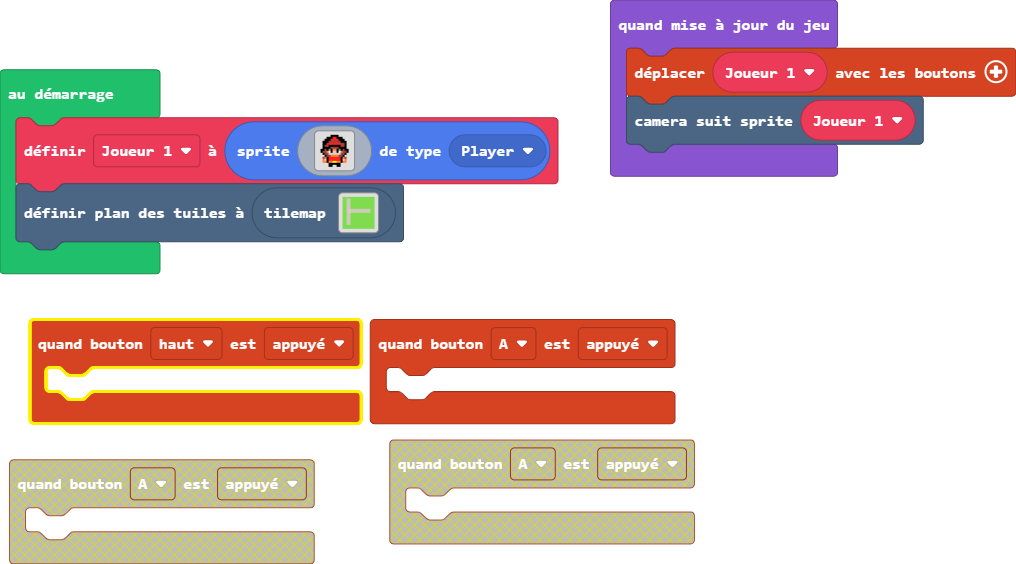 quand mise à jour du jeu
déplacer Joueur 1 avec les boutons
camera suit sprite Joueur 1
au démarrage
définir Joueur 1 à sprite de type Player
définir plan des tuiles à tilemap
quand bouton haut est appuyé
quand bouton A est appuyé
quand bouton A est appuyé
quand bouton A est appuyé